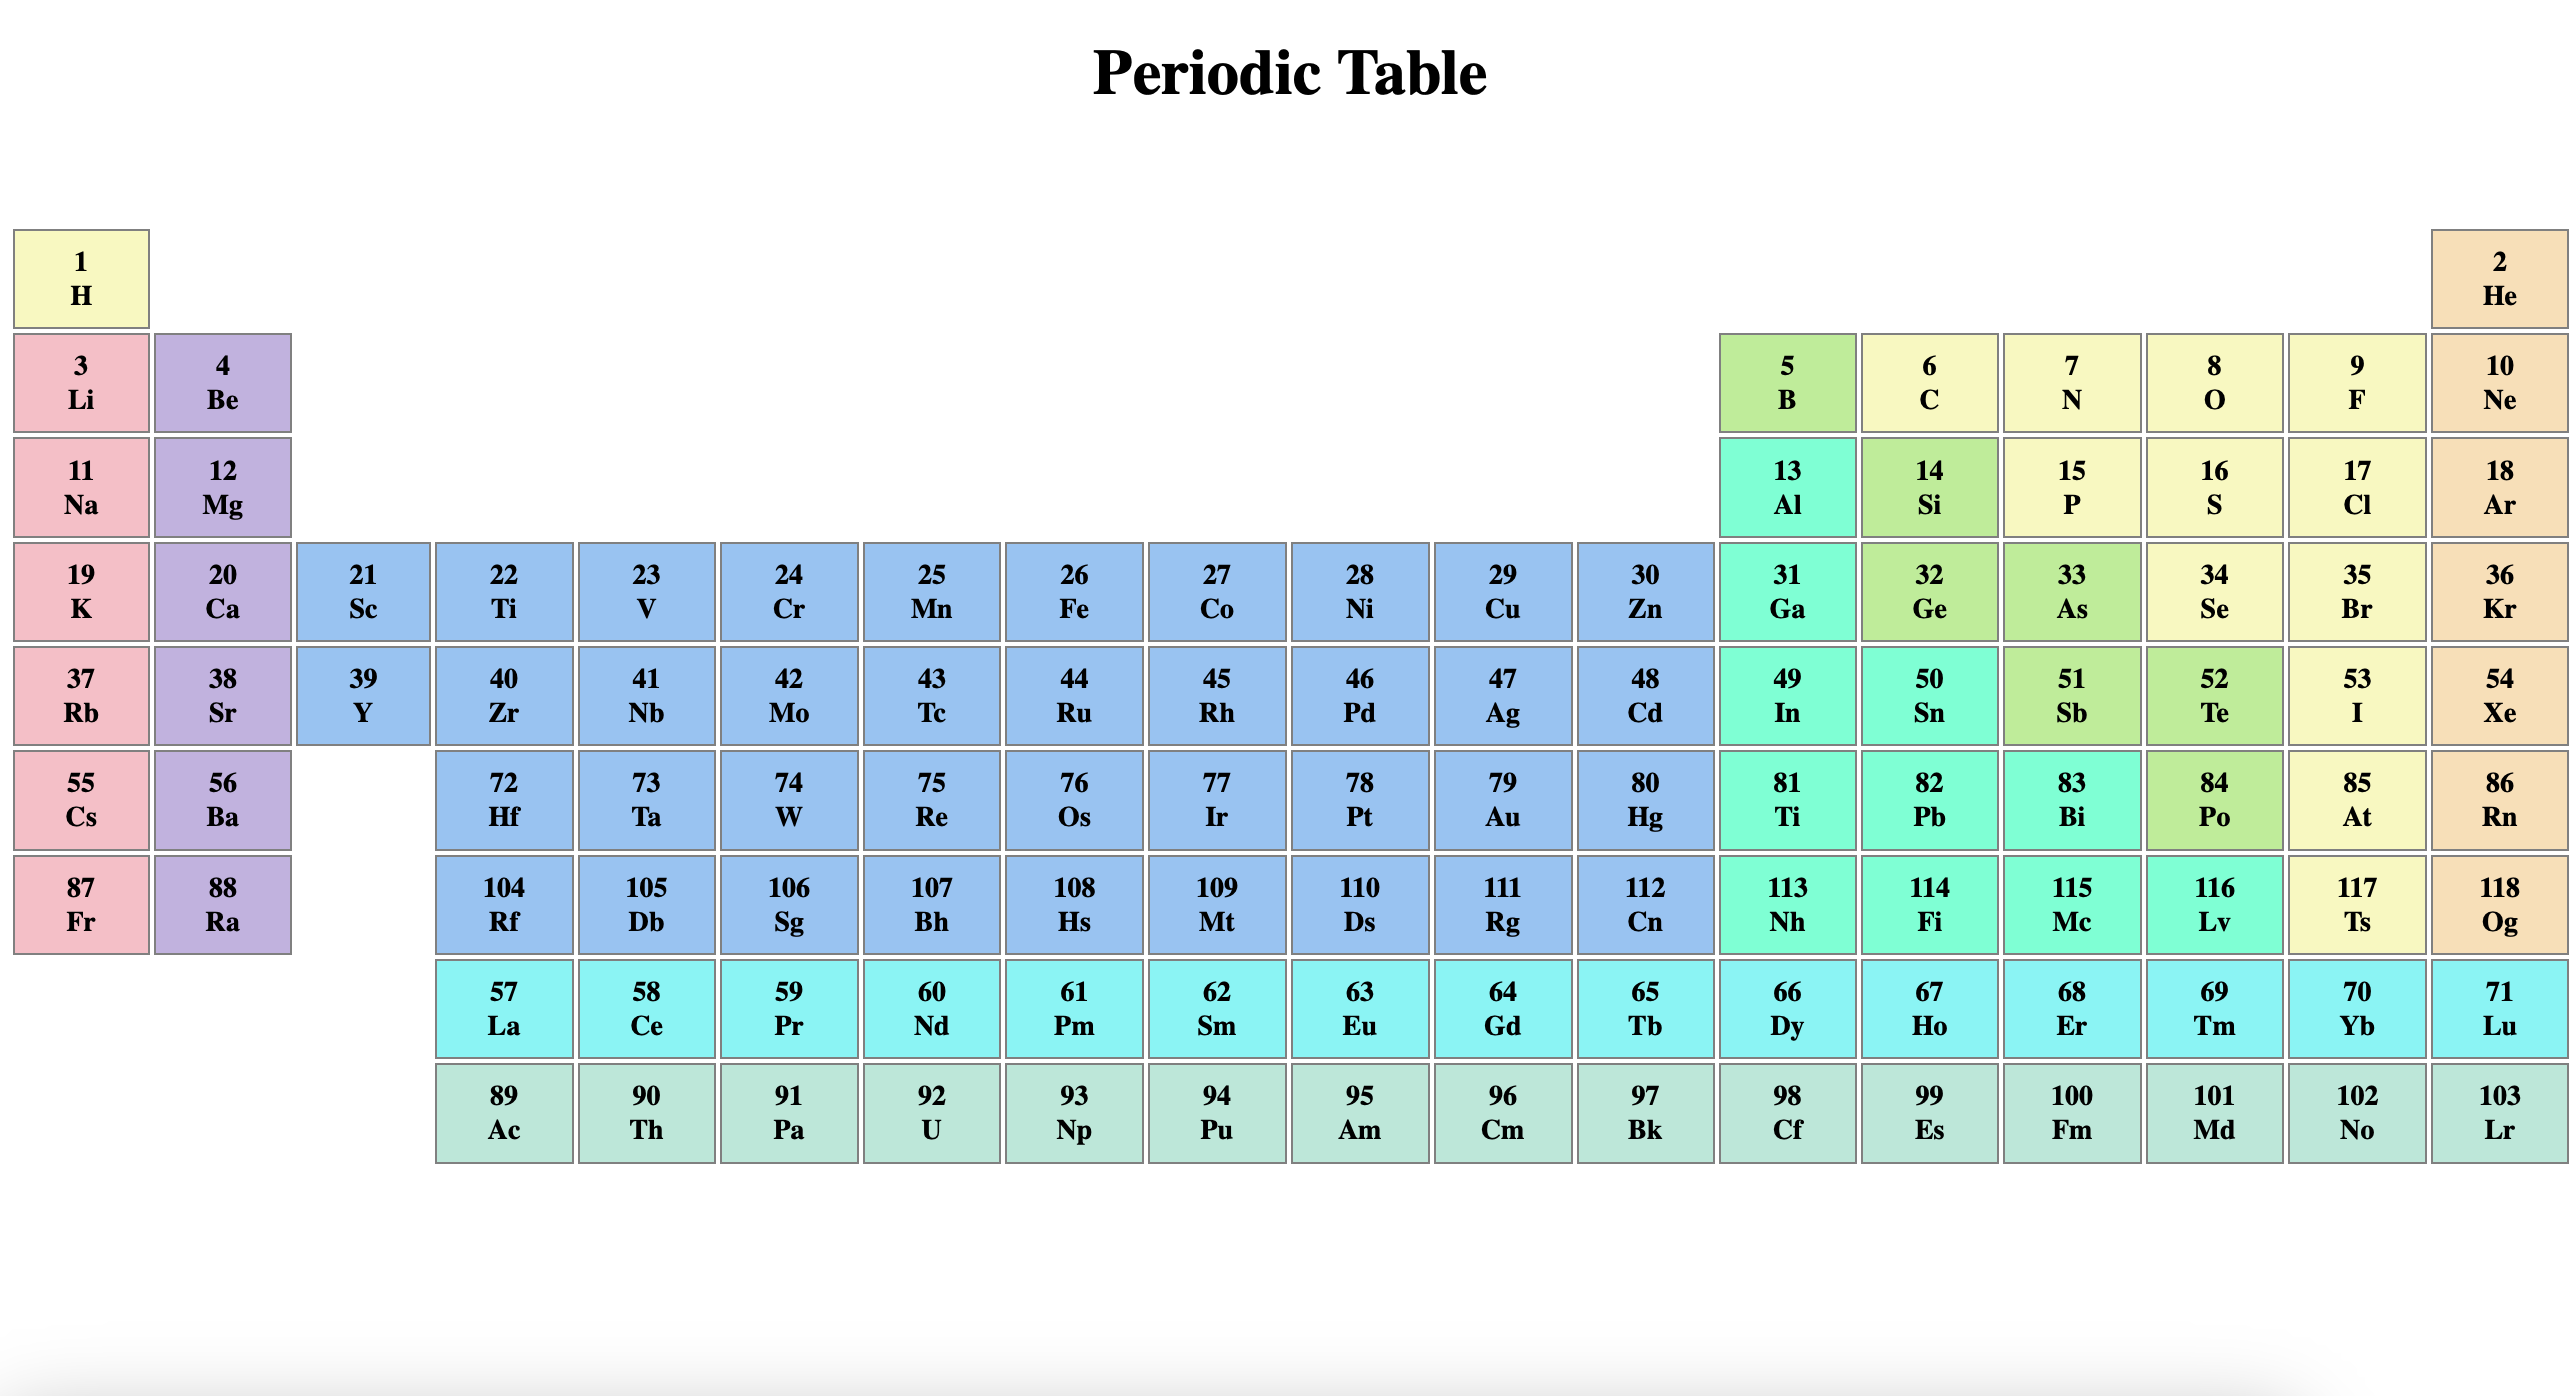 Periodic Table
1 2
H He
3 4 5 6 7 8 9 10
Li Be B C N O F Ne
11 12 13 14 15 16 17 18
Na Mg Al Si P S Cl Ar
19 20 21 22 23 24 25 26 27 28 29 30 31 32 33 34 35 36
K Ca Sc Ti V Cr Mn Fe Co Ni Cu Zn Ga Ge As Se Br Kr
37 38 39 40 41 42 43 44 45 46 47 48 49 50 51 52 53 54
Rb Sr Y Zr Nb Mo Tc Ru Rh Pd Ag Cd In Sn Sb Te I Xe
55 56 72 73 74 75 76 77 78 79 80 81 82 83 84 85 86
Cs Ba Hf Ta W Re Os Ir Pt Au Hg Ti Pb Bi Po At Rn
87 88 104 105 106 107 108 109 110 111 112 113 114 115 116 117 118
Fr Ra Rf Db Sg Bh Hs Mt Ds Rg Cn Nh Fi Mc Lv Ts Og
57 58 59 60 61 62 63 64 65 66 67 68 69 70 71
La Ce Pr Nd Pm Sm Eu Gd Tb Dy Ho Er Tm Yb Lu
89 90 91 92 93 94 95 96 97 98 99 100 101 102 103
Ac Th Pa U Np Pu Am Cm Bk Cf Es Fm Md No Lr